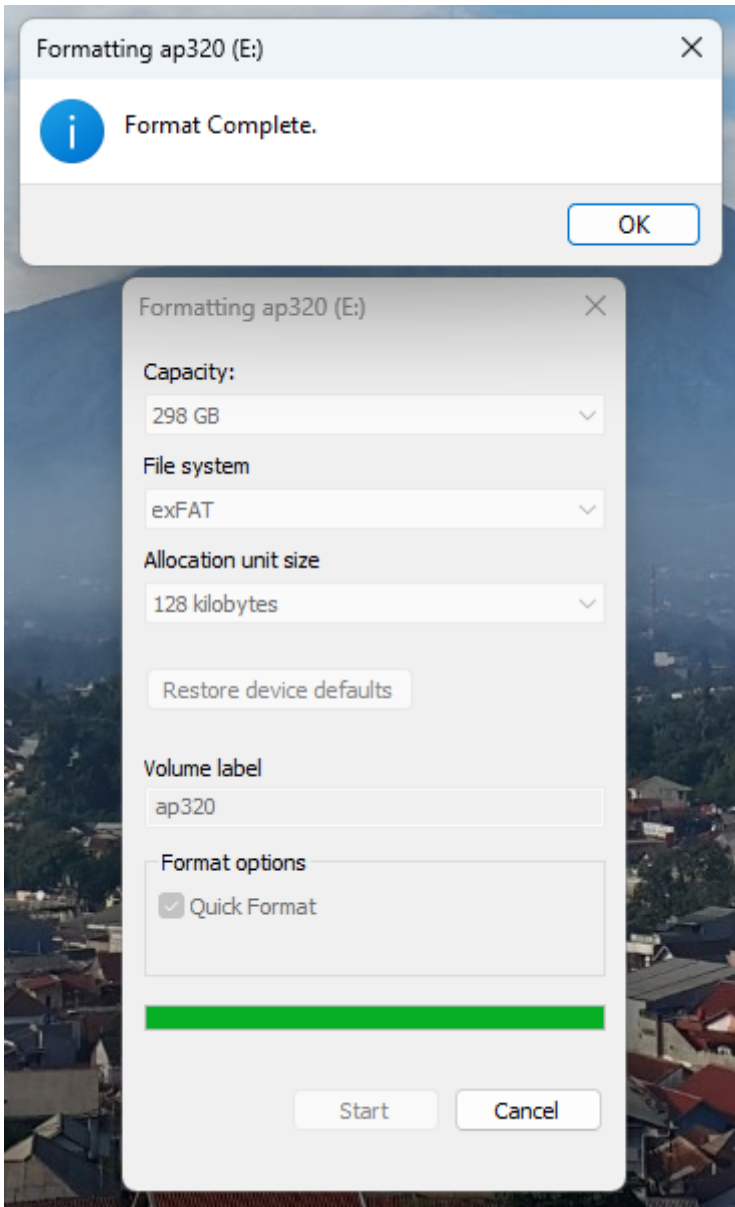 Formatting ap320 (E:)
Format Complete.
OK
Formatting ap320 (E:)
Capacity:
298 GB
File system
exFAT
Allocation unit size
128 kilobytes
Restore device defaults
Volume label
ap320
Format options
Quick Format
Start
Cancel